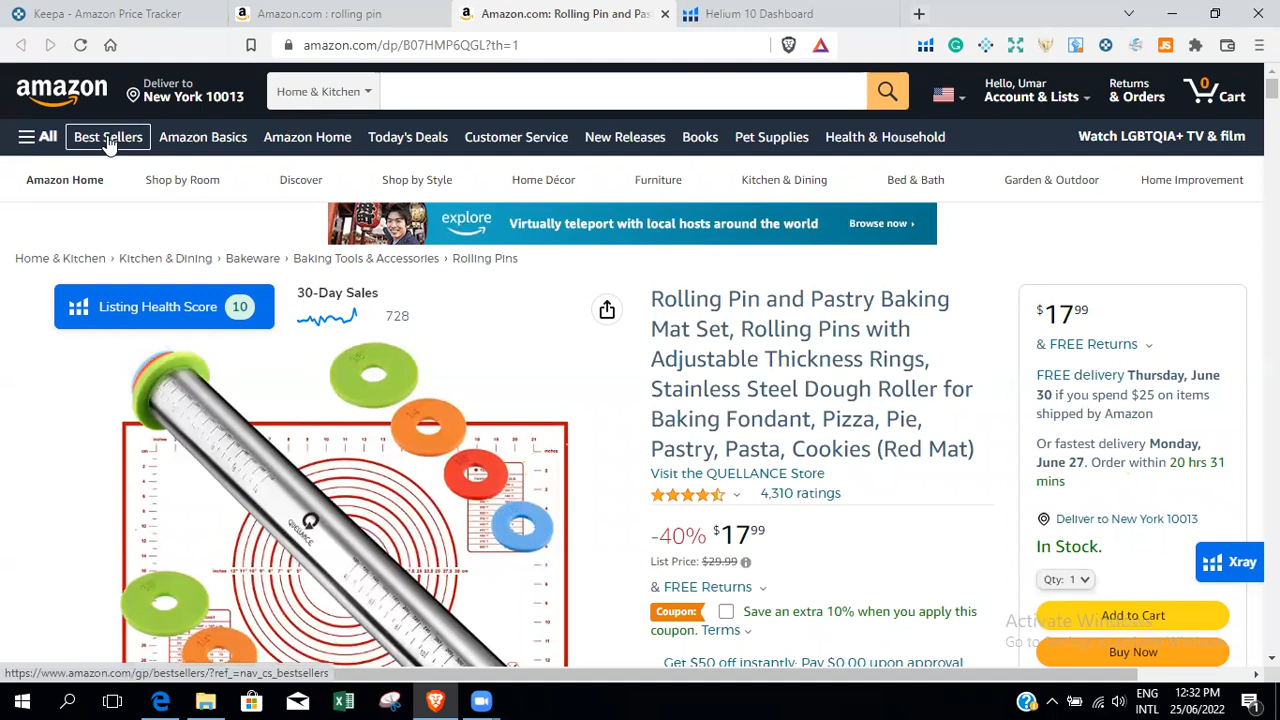 Keepa - Amazon Price Tracker
Amazon.com : rolling pin
Amazon.com: Rolling Pin and Pas
Helium 10 Dashboard
amazon.com/dp/B07HMP6QGL?th=1
amazon
Deliver to
New York 10013
Home & Kitchen
Hello, Umar
Account & Lists
Returns
& Orders
0
Cart
All
Best Sellers
Amazon Basics
Amazon Home
Today's Deals
Customer Service
New Releases
Books
Pet Supplies
Health & Household
Watch LGBTQIA+ TV & film
Amazon Home
Shop by Room
Discover
Shop by Style
Home Décor
Furniture
Kitchen & Dining
Bed & Bath
Garden & Outdoor
Home Improvement
explore
Virtually teleport with local hosts around the world
Browse now ›
Home & Kitchen › Kitchen & Dining › Bakeware › Baking Tools & Accessories › Rolling Pins
Listing Health Score 10
30-Day Sales
728
Rolling Pin and Pastry Baking
Mat Set, Rolling Pins with
Adjustable Thickness Rings,
Stainless Steel Dough Roller for
Baking Fondant, Pizza, Pie,
Pastry, Pasta, Cookies (Red Mat)
Visit the QUELLANCE Store
4,310 ratings
-40% $17 99
List Price: $29.99
& FREE Returns
Coupon: Save an extra 10% when you apply this
coupon. Terms
Get $50 off instantly: Pay $0.00 upon approval
QUELLANCE
$17 99
& FREE Returns
FREE delivery Thursday, June
30 if you spend $25 on items
shipped by Amazon
Or fastest delivery Monday,
June 27. Order within 20 hrs 31
mins
Deliver to New York 10013
In Stock.
Xray
Qty: 1
Add to Cart
Buy Now
Activate Windows
https://www.amazon.com/gp/bestsellers/?ref_=nav_cs_bestsellers
ENG
INTL
12:32 PM
25/06/2022
1